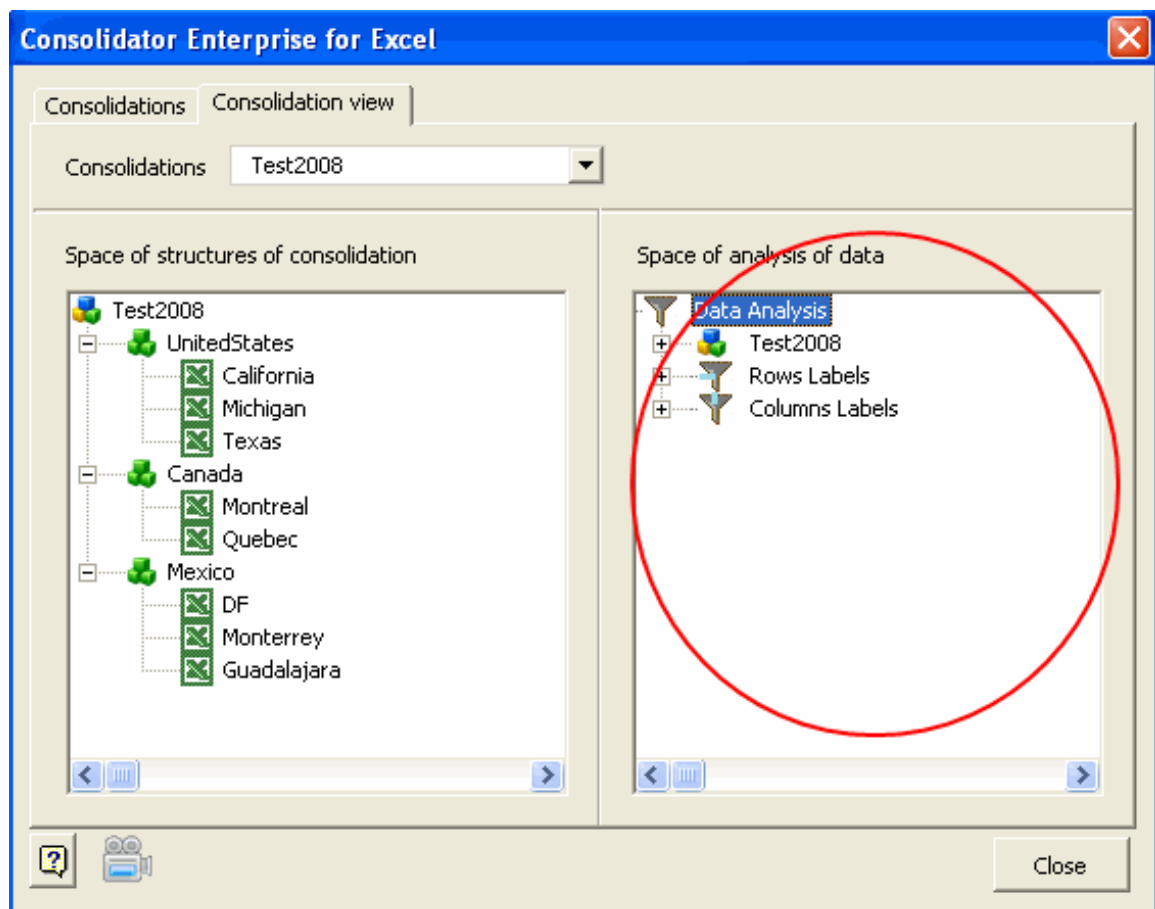 Consolidator Enterprise for Excel
Consolidations Consolidation view
Consolidations Test2008
Space of structures of consolidation
Test2008
UnitedStates
California
Michigan
Texas
Canada
Montreal
Quebec
Mexico
DF
Monterrey
Guadalajara
Space of analysis of data
Data Analysis
Test2008
Rows Labels
Columns Labels
Close